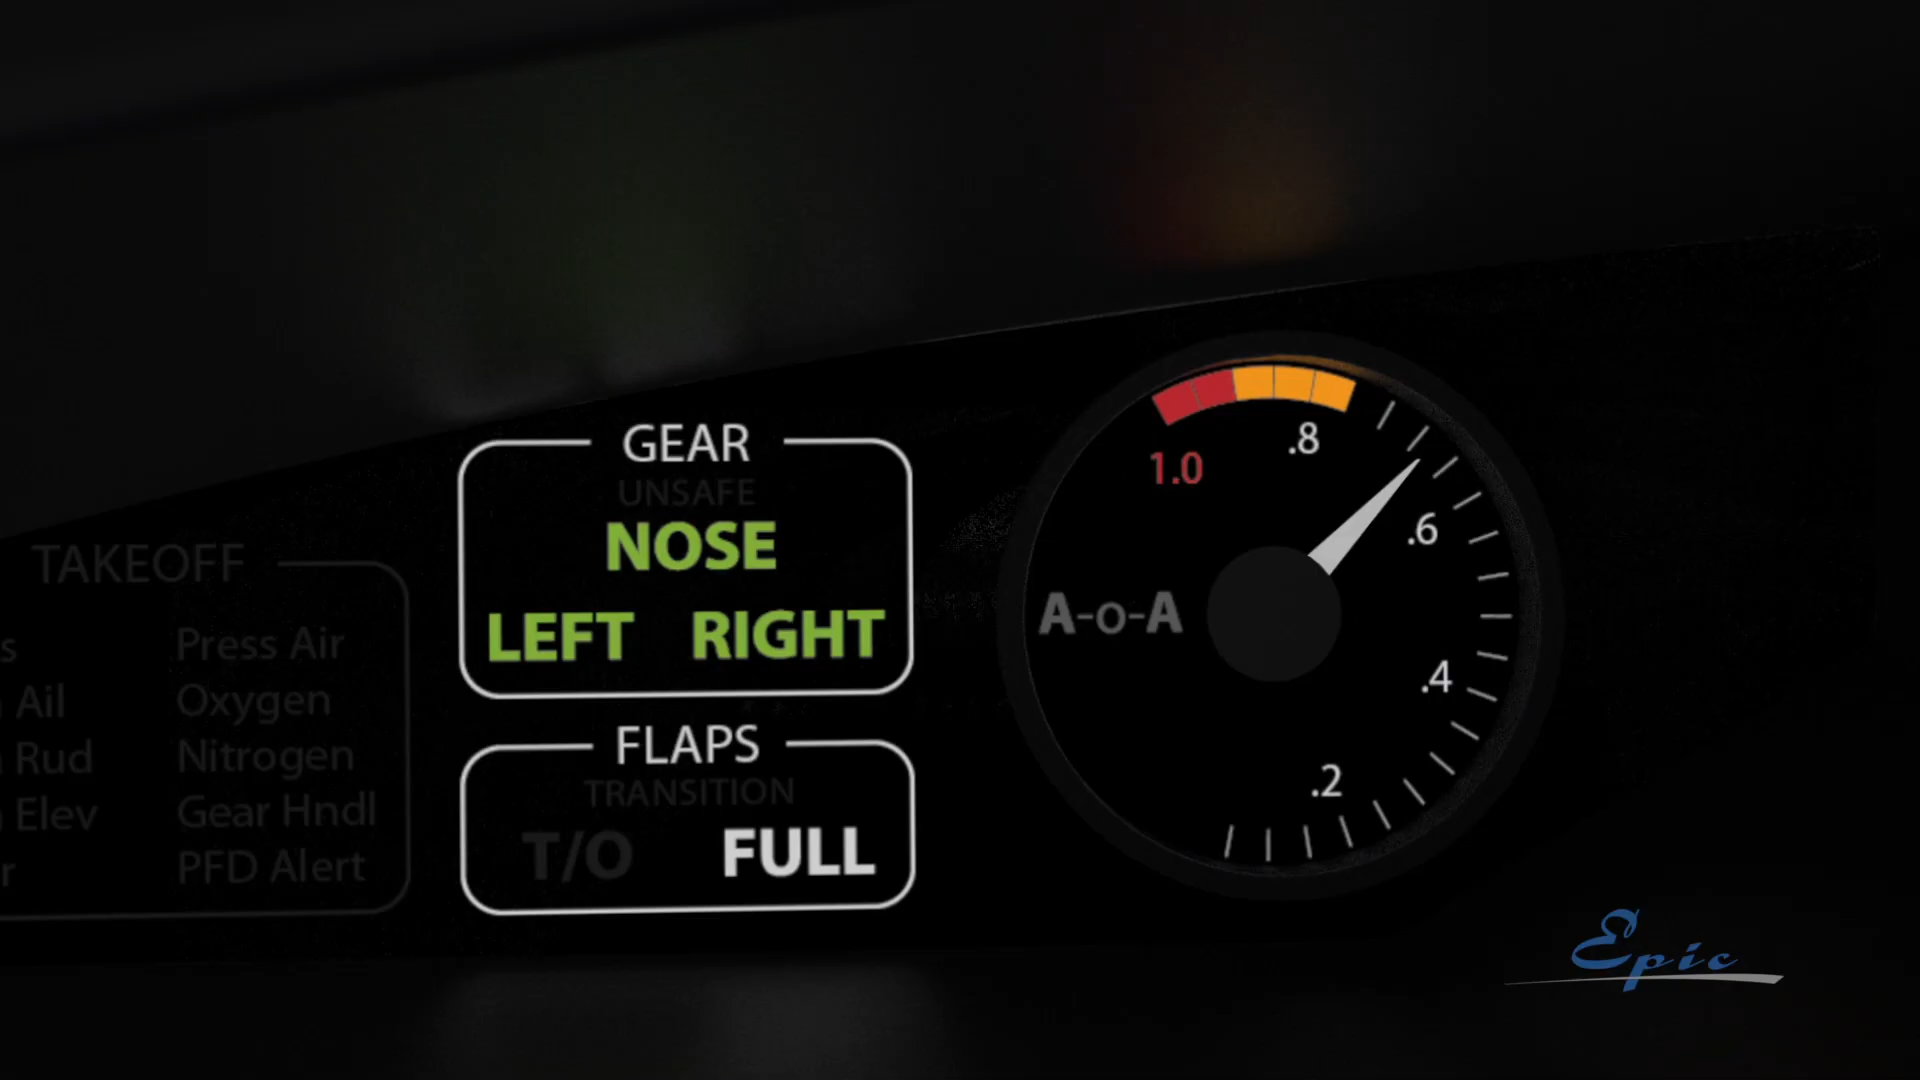 TAKEOFF
s Press Air
Ail Oxygen
Rud Nitrogen
Elev Gear Hndl
r PFD Alert
GEAR
UNSAFE
NOSE
LEFT RIGHT
FLAPS
TRANSITION
T/O FULL
1.0
.8
.6
A-o-A
.4
.2
Epic